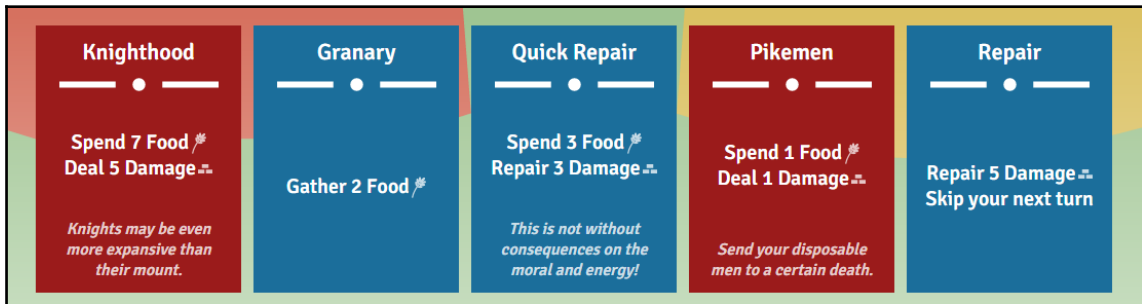 Knighthood
Spend 7 Food
Deal 5 Damage
Knights may be even
more expansive than
their mount.
Granary
Gather 2 Food
Quick Repair
Spend 3 Food
Repair 3 Damage
This is not without
consequences on the
moral and energy!
Pikemen
Spend 1 Food
Deal 1 Damage
Send your disposable
men to a certain death.
Repair
Repair 5 Damage
Skip your next turn